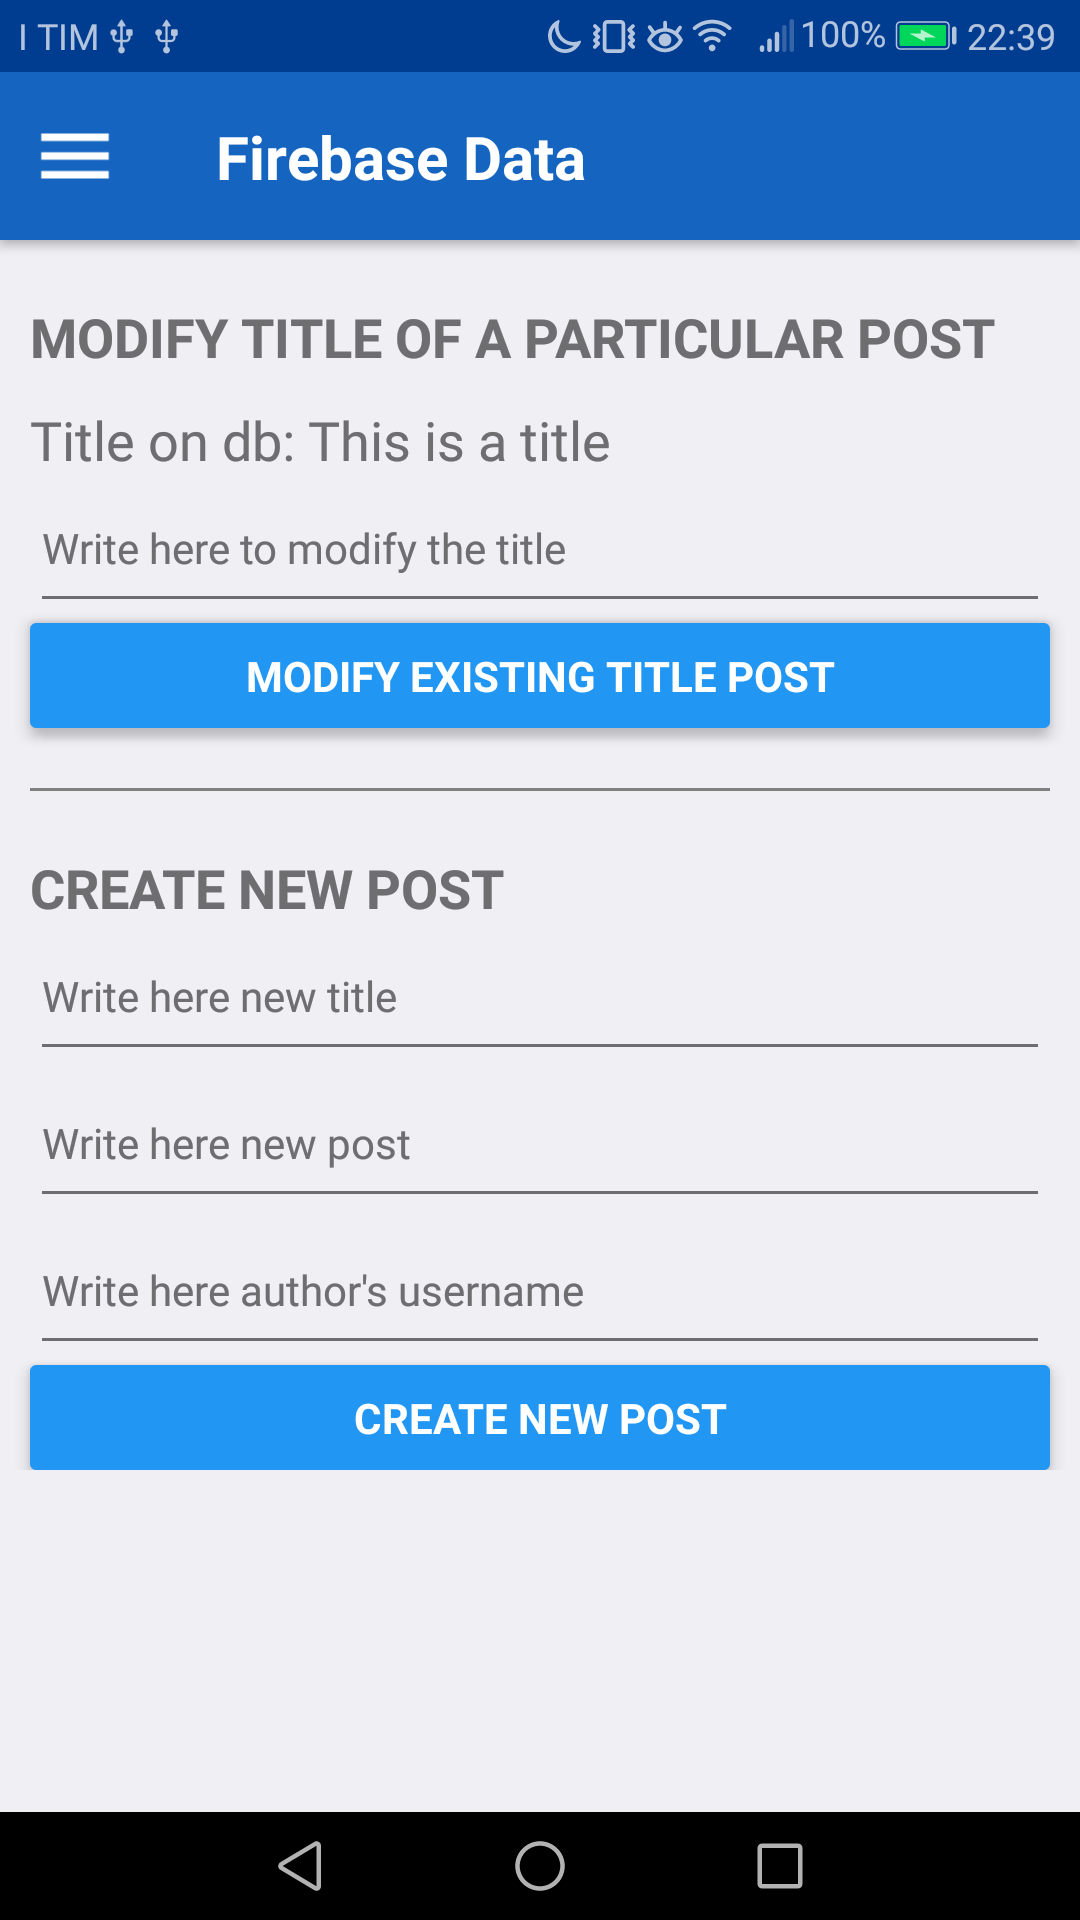 I TIM 100% 22:39
Firebase Data
MODIFY TITLE OF A PARTICULAR POST
Title on db: This is a title
Write here to modify the title
MODIFY EXISTING TITLE POST
CREATE NEW POST
Write here new title
Write here new post
Write here author's username
CREATE NEW POST